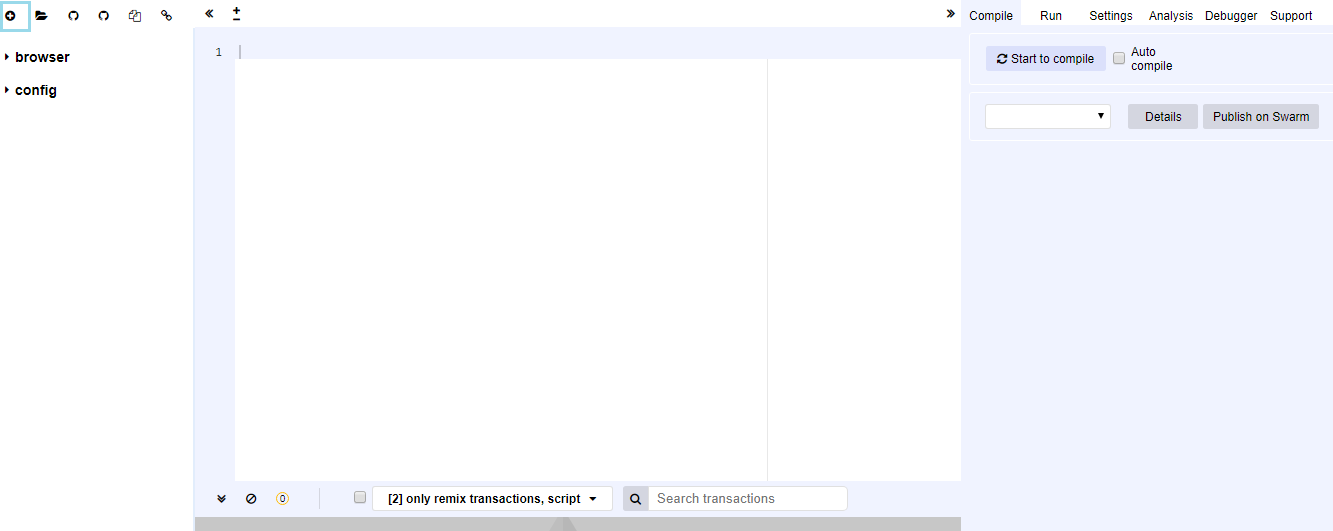 Compile Run Settings Analysis Debugger Support
browser
config
1
Start to compile
Auto
compile
Details Publish on Swarm
0 [2] only remix transactions, script Search transactions